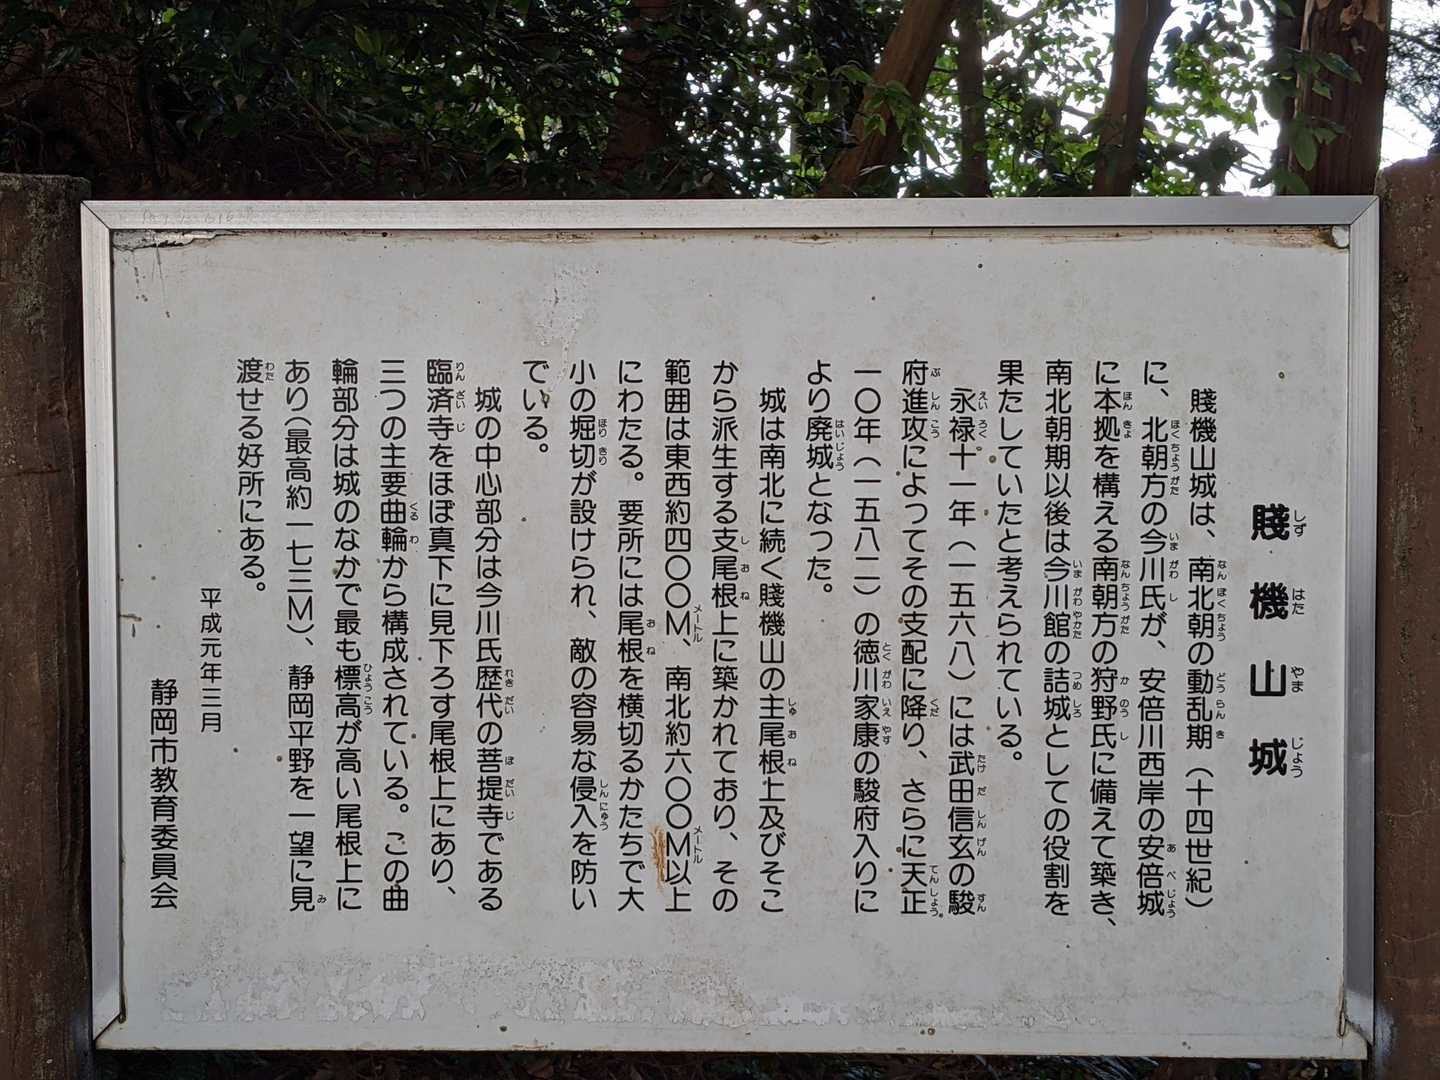 賤機山城
賤機山城は、南北朝の動乱期（十四世紀）
に、北朝方の今川氏が、安倍川西岸の安倍城
に本拠を構える南朝方の狩野氏に備えて築き、
南北朝期以後は今川館の詰城としての役割を
果たしていたと考えられている。
永禄十一年（一五六八）には武田信玄の駿
府進攻によってその支配に降り、さらに天正
一〇年（一五八二）の徳川家康の駿府入りに
より廃城となった。
城は南北に続く賤機山の主尾根上及びそこ
から派生する支尾根上に築かれており、その
範囲は東西約四〇〇M、南北約六〇〇M以上
にわたる。要所には尾根を横切るかたちで大
小の堀切が設けられ、敵の容易な侵入を防い
でいる。
城の中心部分は今川氏歴代の菩提寺である
臨済寺をほぼ真下に見下ろす尾根上にあり、
三つの主要曲輪から構成されている。この曲
輪部分は城のなかで最も標高が高い尾根上に
あり（最高約一七三M）、静岡平野を一望に見
渡せる好所にある。
平成元年三月
静岡市教育委員会